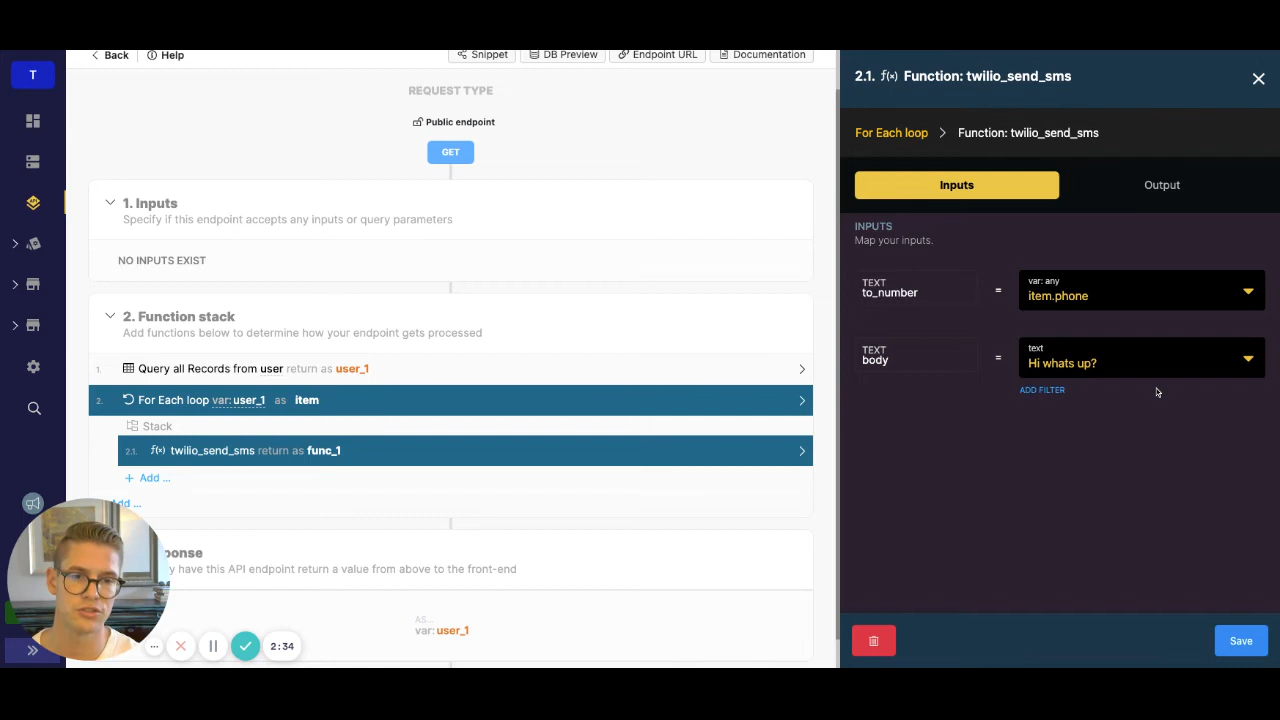 T
Back
Help
Snippet
DB Preview
Endpoint URL
Documentation
REQUEST TYPE
Public endpoint
GET
1. Inputs
Specify if this endpoint accepts any inputs or query parameters
NO INPUTS EXIST
2. Function stack
Add functions below to determine how your endpoint gets processed
1. Query all Records from user return as user_1
2. For Each loop var: user_1 as item
Stack
2.1. f(x) twilio_send_sms return as func_1
+ Add ...
Add ...
ponse
y have this API endpoint return a value from above to the front-end
AS...
var: user_1
2:34
2.1. f(x) Function: twilio_send_sms
For Each loop > Function: twilio_send_sms
Inputs
Output
INPUTS
Map your inputs.
TEXT
to_number
=
var: any
item.phone
TEXT
body
=
text
Hi whats up?
ADD FILTER
Save